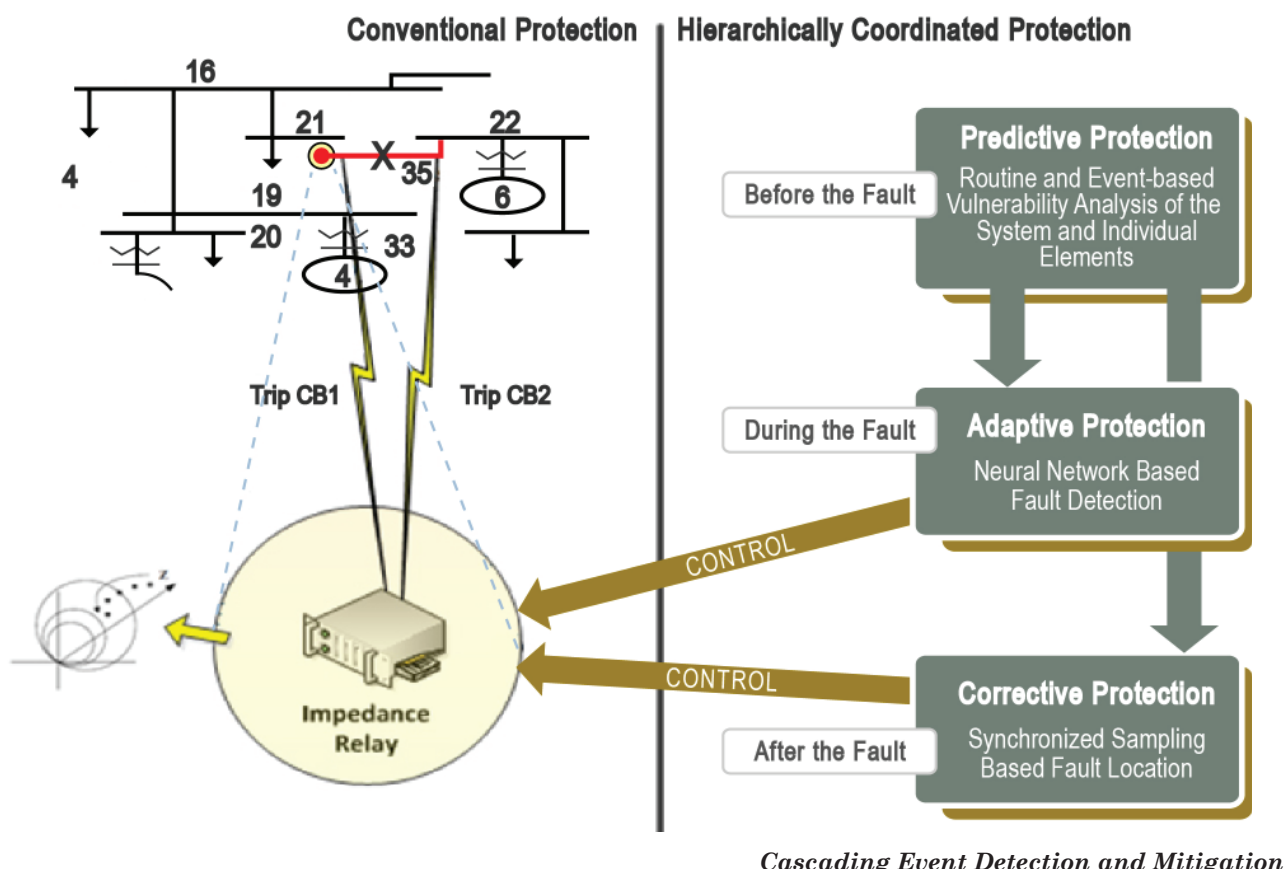 Conventional Protection
Hierarchically Coordinated Protection
16
21
22
4
X
35
6
19
20
33
4
Trip CB1
Trip CB2
Z
Impedance
Relay
Before the Fault
Predictive Protection
Routine and Event-based
Vulnerability Analysis of the
System and Individual
Elements
During the Fault
Adaptive Protection
Neural Network Based
Fault Detection
CONTROL
CONTROL
After the Fault
Corrective Protection
Synchronized Sampling
Based Fault Location
Cascading Event Detection and Mitigation